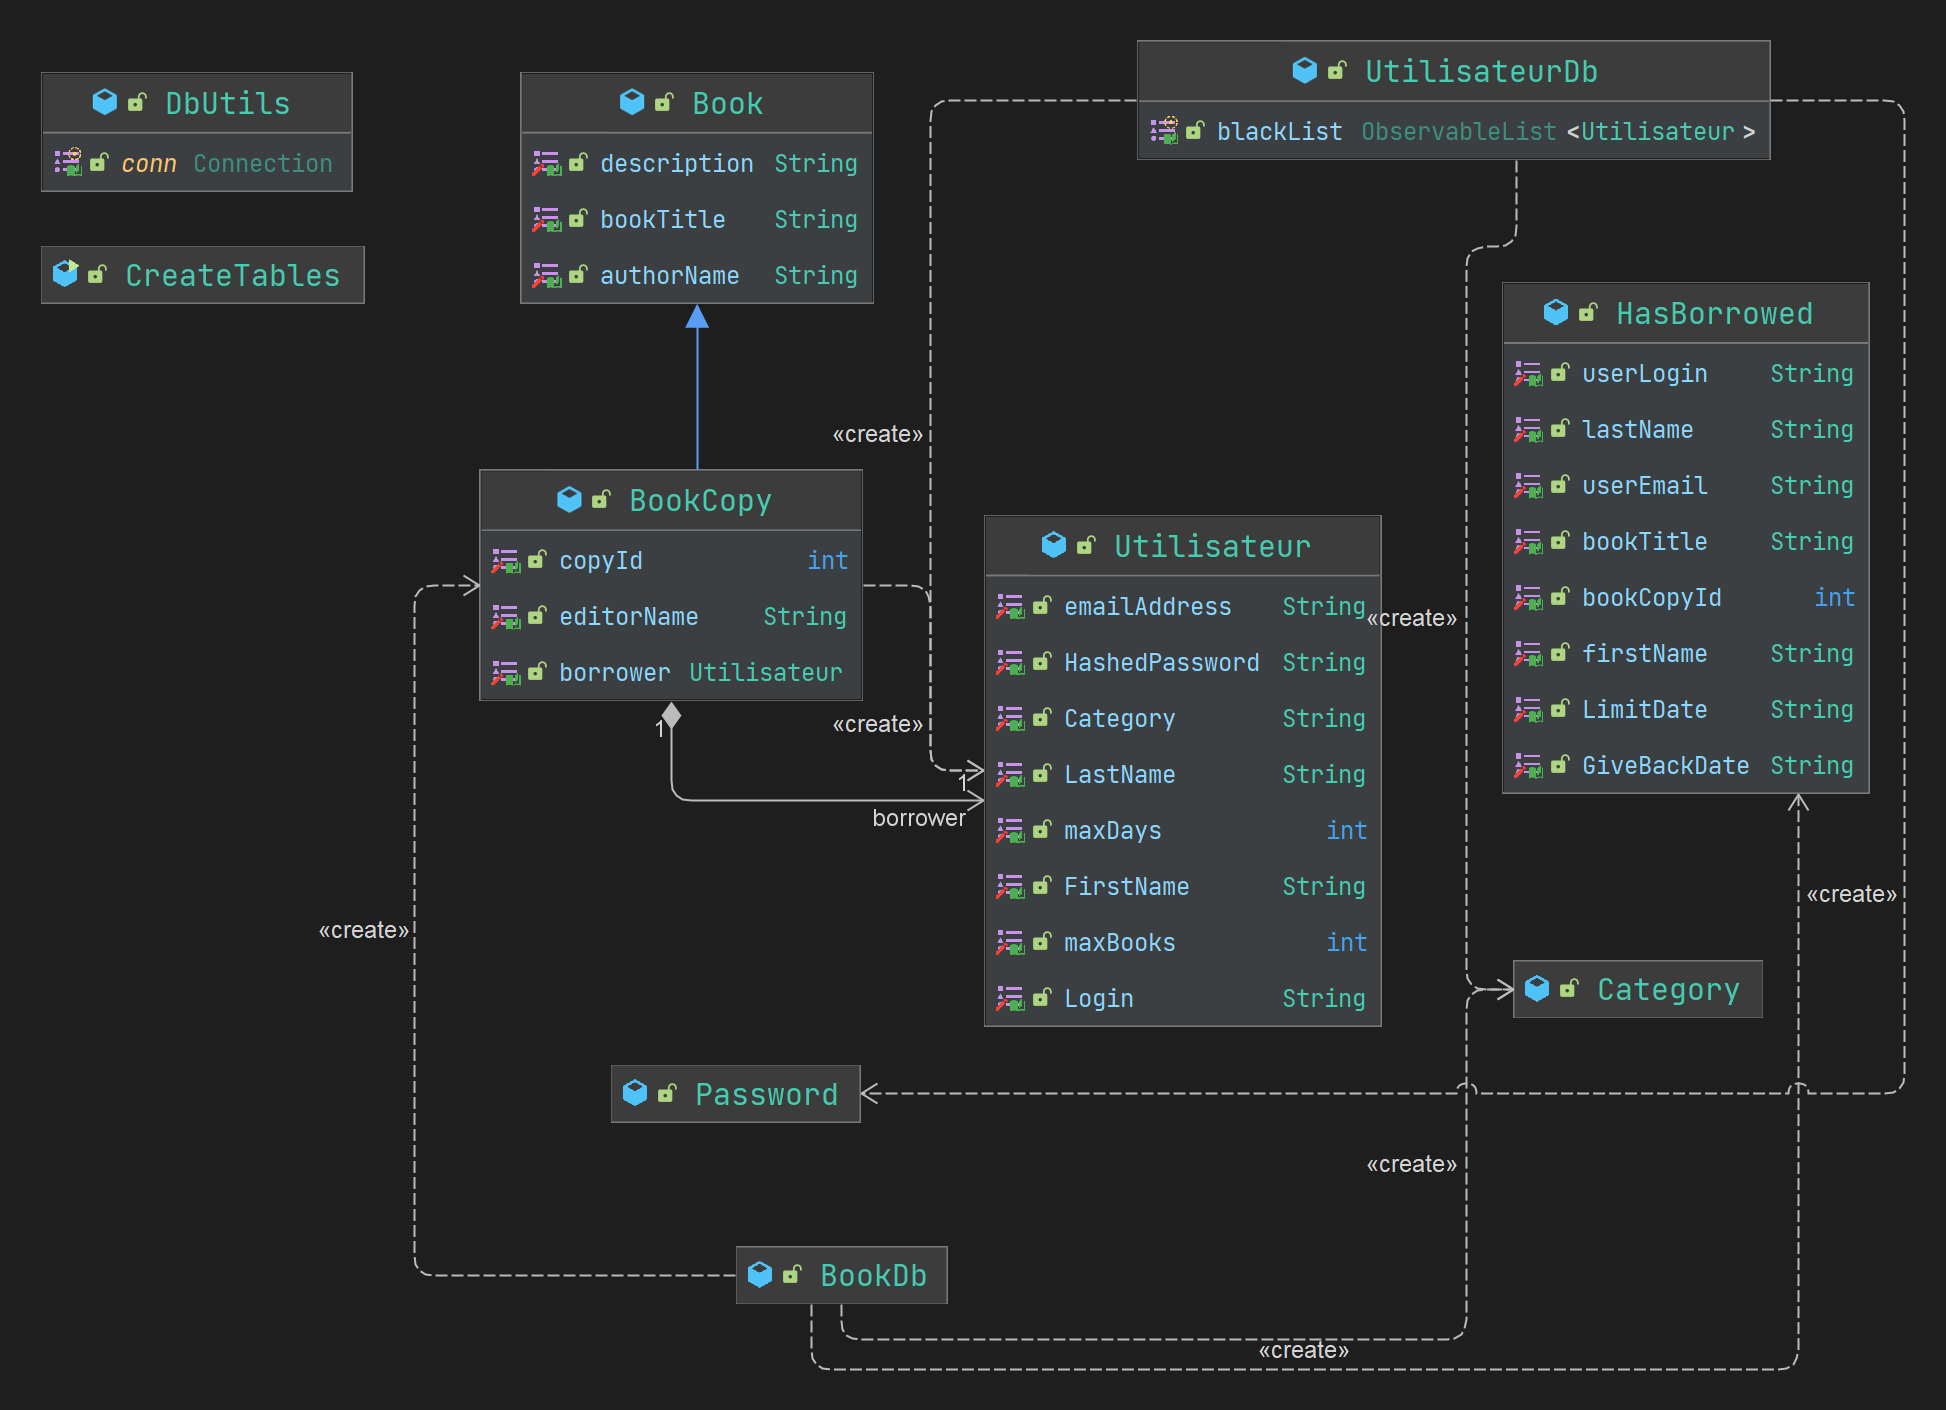 DbUtils
conn Connection
CreateTables
Book
description String
bookTitle String
authorName String
UtilisateurDb
blackList ObservableList <Utilisateur >
HasBorrowed
userLogin String
lastName String
userEmail String
bookTitle String
bookCopyId int
firstName String
LimitDate String
GiveBackDate String
«create»
BookCopy
copyId int
editorName String
borrower Utilisateur
1
«create»
1
borrower
Utilisateur
emailAddress String
HashedPassword String
Category String
LastName String
maxDays int
FirstName String
maxBooks int
Login String
«create»
«create»
«create»
Category
Password
«create»
BookDb
«create»